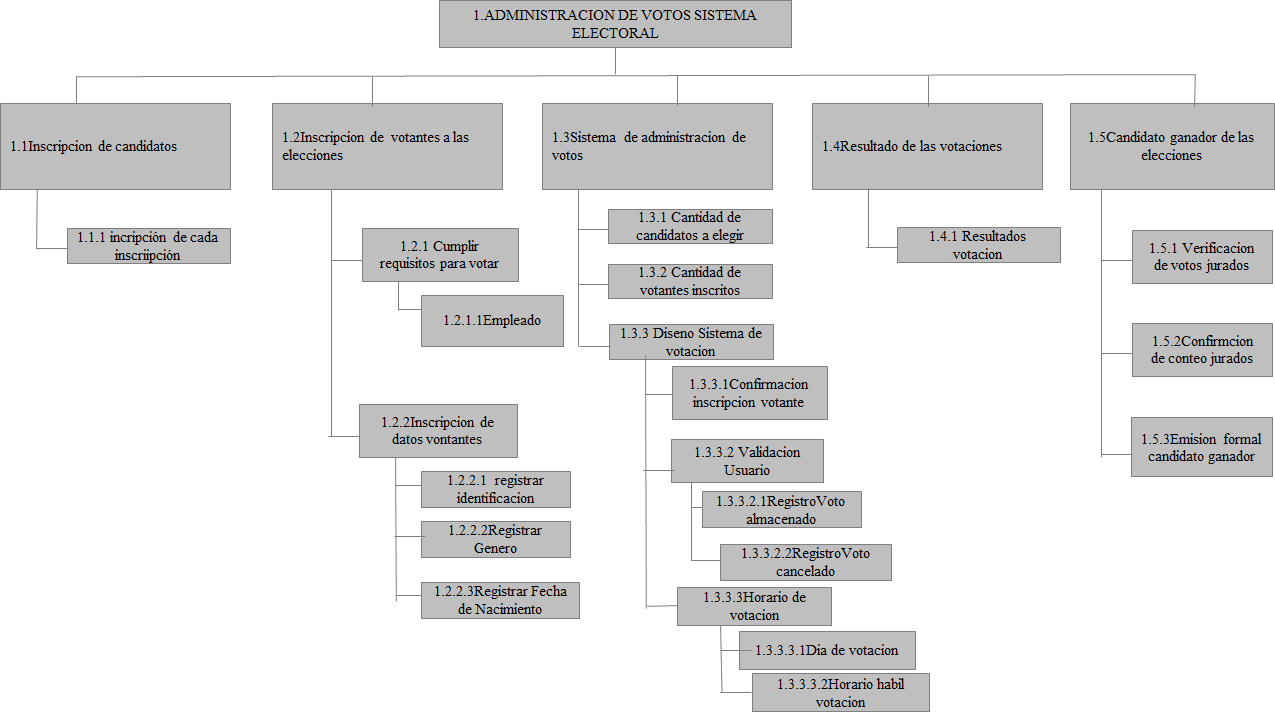 1.ADMINISTRACION DE VOTOS SISTEMA
ELECTORAL
1.1Inscripcion de candidatos
1.1.1 incripción de cada
inscriipción
1.2Inscripcion de votantes a las
elecciones
1.2.1 Cumplir
requisitos para votar
1.2.1.1Empleado
1.2.2Inscripcion de
datos vontantes
1.2.2.1 registrar
identificacion
1.2.2.2Registrar
Genero
1.2.2.3Registrar Fecha
de Nacimiento
1.3Sistema de administracion de
votos
1.3.1 Cantidad de
candidatos a elegir
1.3.2 Cantidad de
votantes inscritos
1.3.3 Diseno Sistema de
votacion
1.3.3.1Confirmacion
inscripcion votante
1.3.3.2 Validacion
Usuario
1.3.3.2.1RegistroVoto
almacenado
1.3.3.2.2RegistroVoto
cancelado
1.3.3.3Horario de
votacion
1.3.3.3.1Dia de votacion
1.3.3.3.2Horario habil
votacion
1.4Resultado de las votaciones
1.4.1 Resultados
votacion
1.5Candidato ganador de las
elecciones
1.5.1 Verificacion
de votos jurados
1.5.2Confirmcion
de conteo jurados
1.5.3Emision formal
candidato ganador